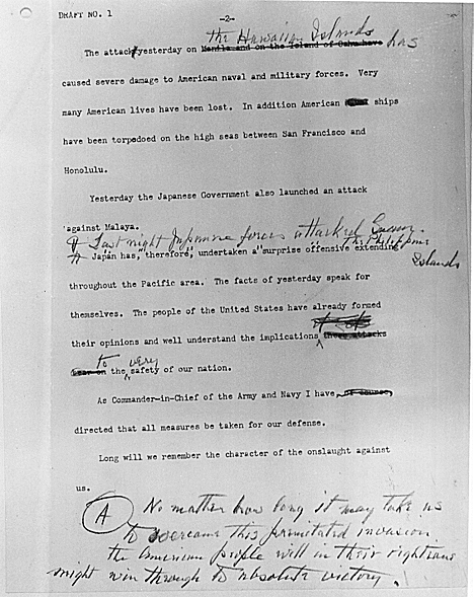 DRAFT NO. 1 -2-
the Hawaiian Islands
The attack yesterday on Manila and on the Island of Oahu have has
caused severe damage to American naval and military forces. Very
many American lives have been lost. In addition American ships
have been torpedoed on the high seas between San Francisco and
Honolulu.
Yesterday the Japanese Government also launched an attack
against Malaya.
Last night Japanese forces attacked Guam.
the Philippine
Islands
Japan has, therefore, undertaken a surprise offensive extending
throughout the Pacific area. The facts of yesterday speak for
themselves. The people of the United States have already formed
their opinions and well understand the implications these attacks
to very
bear on the safety of our nation.
As Commander-in-Chief of the Army and Navy I have, of course,
directed that all measures be taken for our defense.
Long will we remember the character of the onslaught against
us.
A No matter how long it may take us
to overcome this premeditated invasion
the American people will in their righteous
might win through to absolute victory.